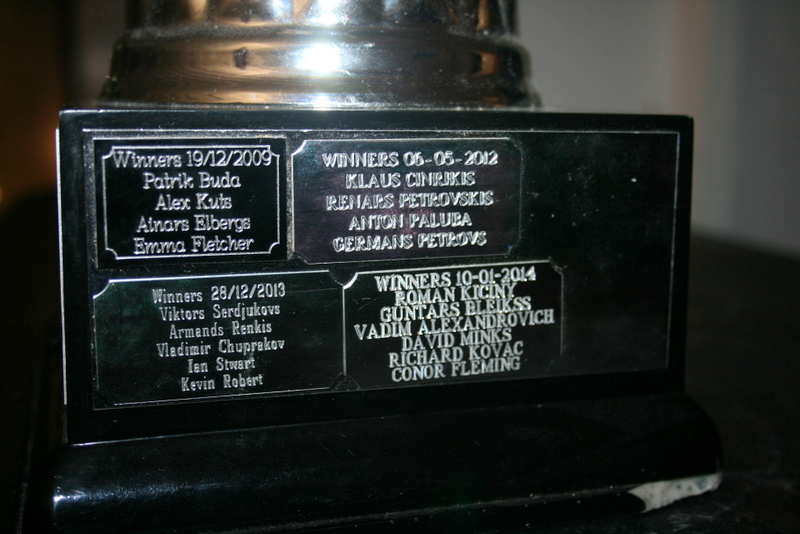 Winners 19/12/2009
Patrik Buda
Alex Kuts
Ainars Elbergs
Emma Fletcher
WINNERS 06-05-2012
KLAUS CINRIKIS
RENARS PETROVSKIS
ANTON PALUBA
GERMANS PETROVS
Winners 28/12/2013
Viktors Serdjukovs
Armands Renkis
Vladimir Chuprakov
Ian Stwart
Kevin Robert
WINNERS 10-01-2014
ROMAN KICINY
GUNTARS BLEIKSS
VADIM ALEXANDROVICH
DAVID MINKS
RICHARD KOVAC
CONOR FLEMING